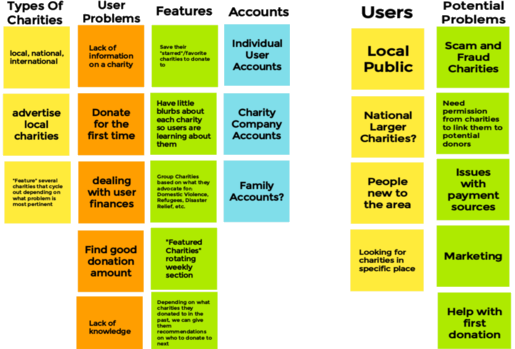 Types Of
Charities
local, national,
international
advertise
local
charities
"Feature" several
charities that cycle
out depending on
what problem is
most pertinent
User
Problems
Lack of
information
on a charity
Donate
for the
first time
dealing
with user
finances
Find good
donation
amount
Lack of
knowledge
Features
Save their
"starred"/favorite
charities to donate
to
Have little
blurbs about
each charity
so users are
learning about
them
Group Charities
based on what they
advocate for:
Domestic Violence,
Refugees, Disaster
Relief, etc.
"Featured
Charities"
rotating
weekly
section
Depending on what
charities they
donated to in the
past, we can give
them
recommendations
on who to donate to
next
Accounts
Individual
User
Accounts
Charity
Company
Accounts
Family
Accounts?
Users
Local
Public
National
Larger
Charities?
People
new to
the area
Looking for
charities in
specific place
Potential
Problems
Scam and
Fraud
Charities
Need
permission
from charities
to link them to
potential
donors
Issues
with
payment
sources
Marketing
Help with
first
donation